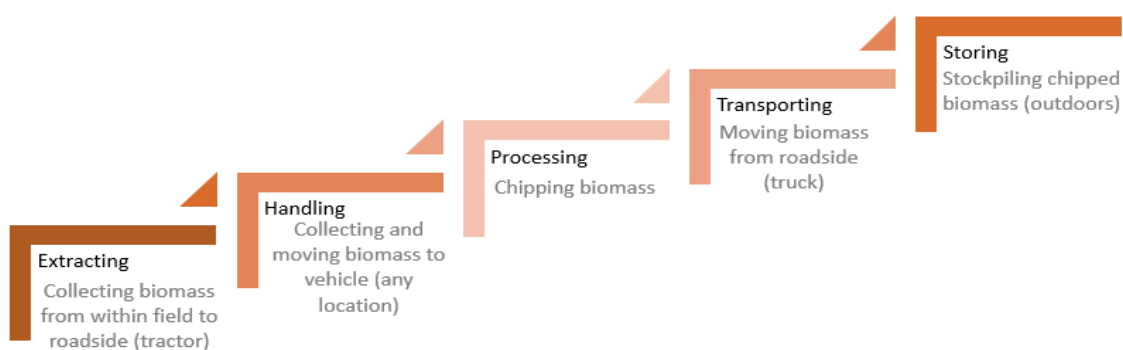 Extracting
Collecting biomass
from within field to
roadside (tractor)
Handling
Collecting and
moving biomass to
vehicle (any
location)
Processing
Chipping biomass
Transporting
Moving biomass
from roadside
(truck)
Storing
Stockpiling chipped
biomass (outdoors)